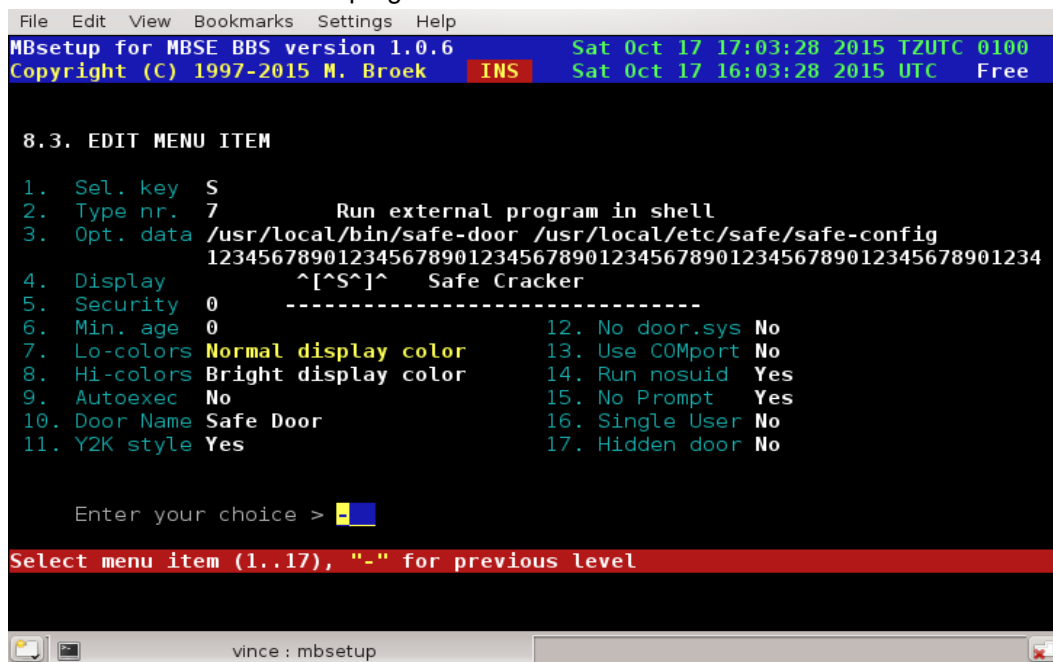 File Edit View Bookmarks Settings Help
MBsetup for MBSE BBS version 1.0.6 Sat Oct 17 17:03:28 2015 TZUTC 0100
Copyright (C) 1997-2015 M. Broek INS Sat Oct 17 16:03:28 2015 UTC Free
8.3. EDIT MENU ITEM
1. Sel. key S
2. Type nr. 7 Run external program in shell
3. Opt. data /usr/local/bin/safe-door /usr/local/etc/safe/safe-config
1234567890123456789012345678901234567890123456789012345678901234
4. Display ^[^S^]^ Safe Cracker
5. Security 0 --------------------------------
6. Min. age 0 12. No door.sys No
7. Lo-colors Normal display color 13. Use COMport No
8. Hi-colors Bright display color 14. Run nosuid Yes
9. Autoexec No 15. No Prompt Yes
10. Door Name Safe Door 16. Single User No
11. Y2K style Yes 17. Hidden door No
Enter your choice > -
Select menu item (1..17), "-" for previous level
vince : mbsetup